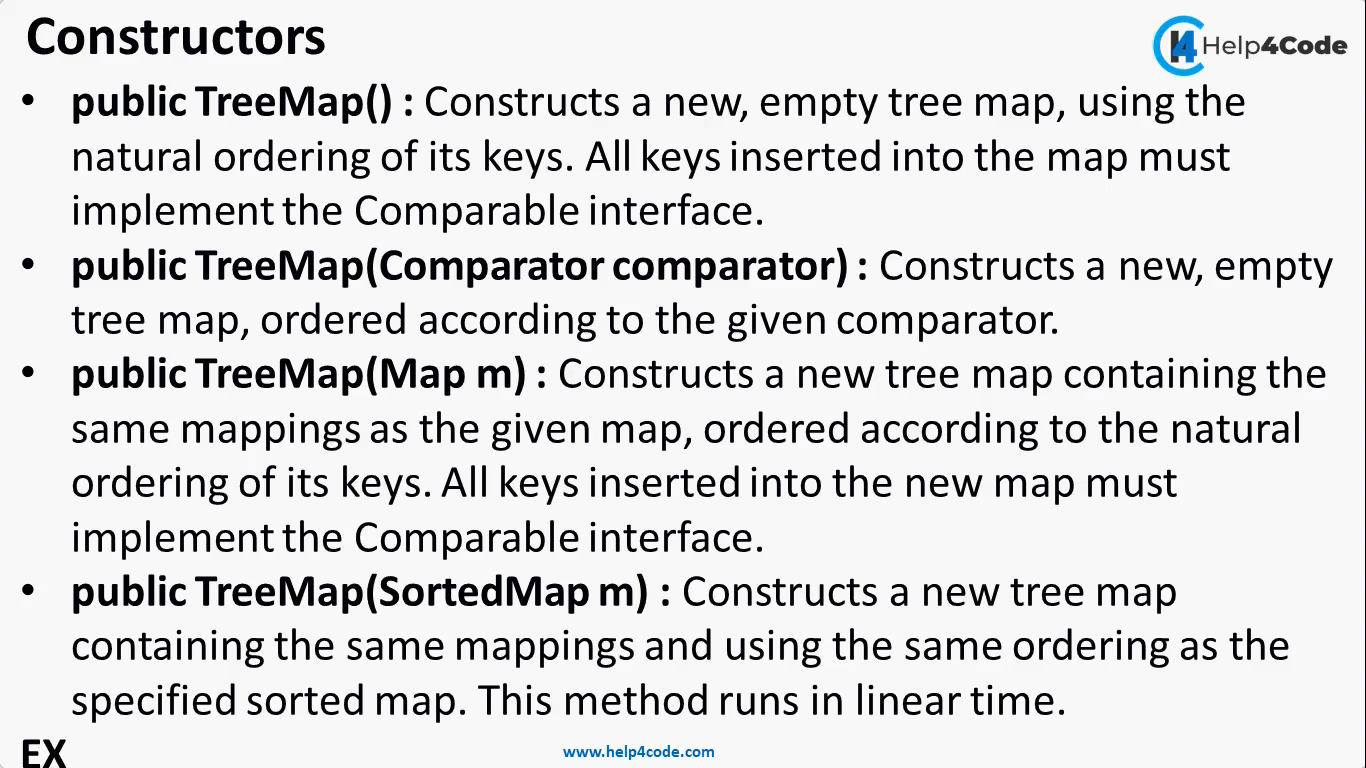 Constructors
Help4Code
• public TreeMap() : Constructs a new, empty tree map, using the
natural ordering of its keys. All keys inserted into the map must
implement the Comparable interface.
• public TreeMap(Comparator comparator) : Constructs a new, empty
tree map, ordered according to the given comparator.
• public TreeMap(Map m) : Constructs a new tree map containing the
same mappings as the given map, ordered according to the natural
ordering of its keys. All keys inserted into the new map must
implement the Comparable interface.
• public TreeMap(SortedMap m) : Constructs a new tree map
containing the same mappings and using the same ordering as the
specified sorted map. This method runs in linear time.
EX
www.help4code.com